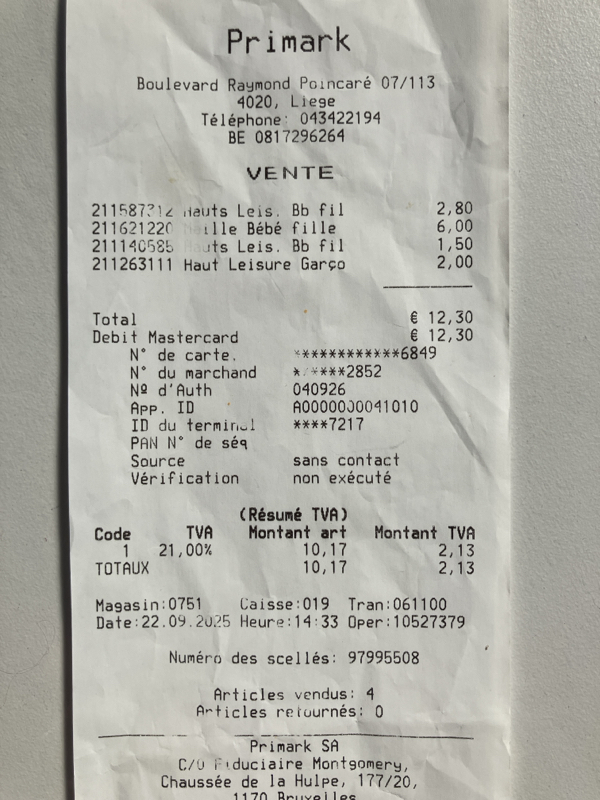 Primark
Boulevard Raymond Poincaré 07/113
4020, Liege
Téléphone: 043422194
BE 0817296264
VENTE
Hauts Leis. Bb fil 2,80
211621220 Bébé fille 6,00
211140585 Leis. Bb fil 1,50
211263111 Haut Leisure Garço 2,00
Total € 12,30
Debit Mastercard € 12,30
N° de carte. ***********6849
N° du marchand 2852
Nº d'Auth 040926
App. ID A0000000041010
ID du terminal ****7217
PAN N° de séq
Source sans contact
Vérification non exécuté
(Résumé TVA)
Code TVA Montant art Montant TVA
1 21,00% 10,17 2,13
TOTAUX 10,17 2,13
Magasin:0751 Caisse:019 Tran:061100
Date:22.09.2025 Heure:14:33 Oper:10527379
Numéro des scellés: 97995508
Articles vendus: 4
Articles retournés: 0
Primark SA
C/O Fiduciaire Montgomery,
Chaussée de la Hulpe, 177/20,
1170 Bruxelles